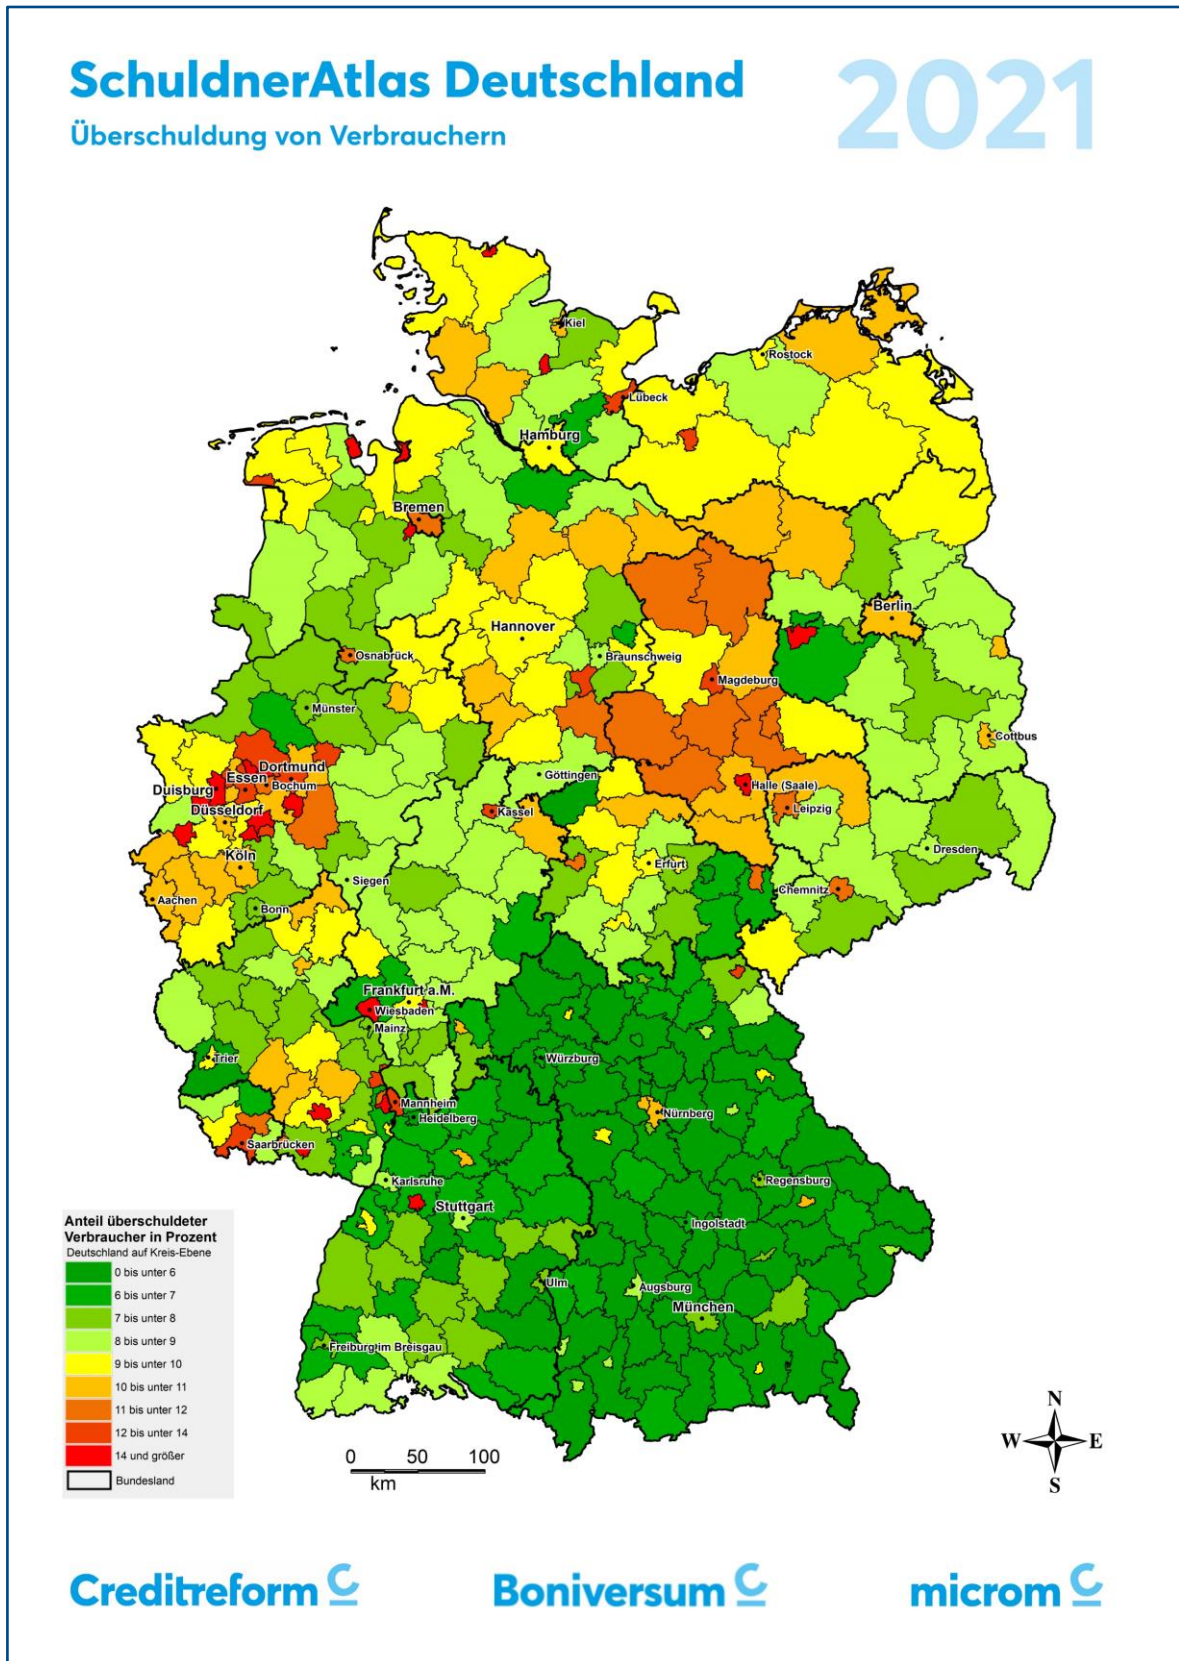 SchuldnerAtlas Deutschland
2021
Überschuldung von Verbrauchern
Kiel
Rostock
Lübeck
Hamburg
Bremen
Berlin
Hannover
Osnabrück
Braunschweig
Magdeburg
Münster
Cottbus
Dortmund
Göttingen
Essen
Bochum
Duisburg
Halle (Saale)
Düsseldorf
Kassel
Leipzig
Dresden
Köln
Erfurt
Siegen
Chemnitz
Aachen
Bonn
Frankfurt a.M.
Wiesbaden
Mainz
Trier
Würzburg
Mannheim
Nürnberg
Heidelberg
Saarbrücken
Karlsruhe
Regensburg
Stuttgart
Ingolstadt
Ulm
Augsburg
München
Freiburg im Breisgau
Anteil überschuldeter
Verbraucher in Prozent
Deutschland auf Kreis-Ebene
0 bis unter 6
6 bis unter 7
7 bis unter 8
8 bis unter 9
9 bis unter 10
10 bis unter 11
11 bis unter 12
12 bis unter 14
14 und größer
Bundesland
0 50 100
km
N
W E
S
Creditreform
Boniversum
microm